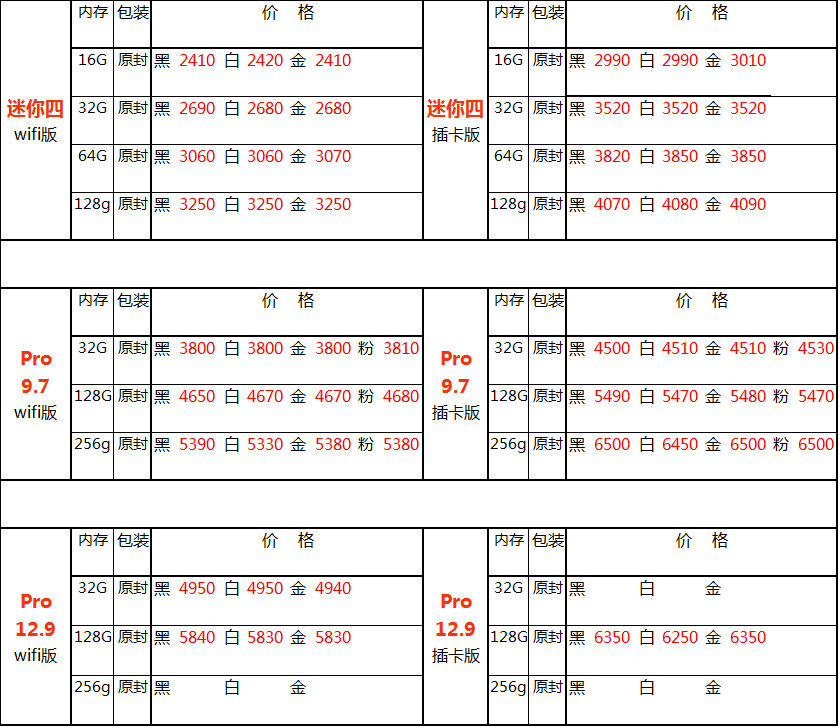 内存 包装 价 格 内存 包装 价 格
16G 原封 黑 2410 白 2420 金 2410 16G 原封 黑 2990 白 2990 金 3010
迷你四 wifi版 32G 原封 黑 2690 白 2680 金 2680 迷你四 插卡版 32G 原封 黑 3520 白 3520 金 3520
64G 原封 黑 3060 白 3060 金 3070 64G 原封 黑 3820 白 3850 金 3850
128g 原封 黑 3250 白 3250 金 3250 128g 原封 黑 4070 白 4080 金 4090
内存 包装 价 格 内存 包装 价 格
32G 原封 黑 3800 白 3800 金 3800 粉 3810 32G 原封 黑 4500 白 4510 金 4510 粉 4530
Pro 9.7 wifi版 128G 原封 黑 4650 白 4670 金 4670 粉 4680 Pro 9.7 插卡版 128G 原封 黑 5490 白 5470 金 5480 粉 5470
256g 原封 黑 5390 白 5330 金 5380 粉 5380 256g 原封 黑 6500 白 6450 金 6500 粉 6500
内存 包装 价 格 内存 包装 价 格
32G 原封 黑 4950 白 4950 金 4940 32G 原封 黑 白 金
Pro 12.9 wifi版 128G 原封 黑 5840 白 5830 金 5830 Pro 12.9 插卡版 128G 原封 黑 6350 白 6250 金 6350
256g 原封 黑 白 金 256g 原封 黑 白 金